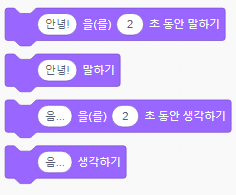 안녕! 을(를) 2 초 동안 말하기
안녕! 말하기
음... 을(를) 2 초 동안 생각하기
음... 생각하기